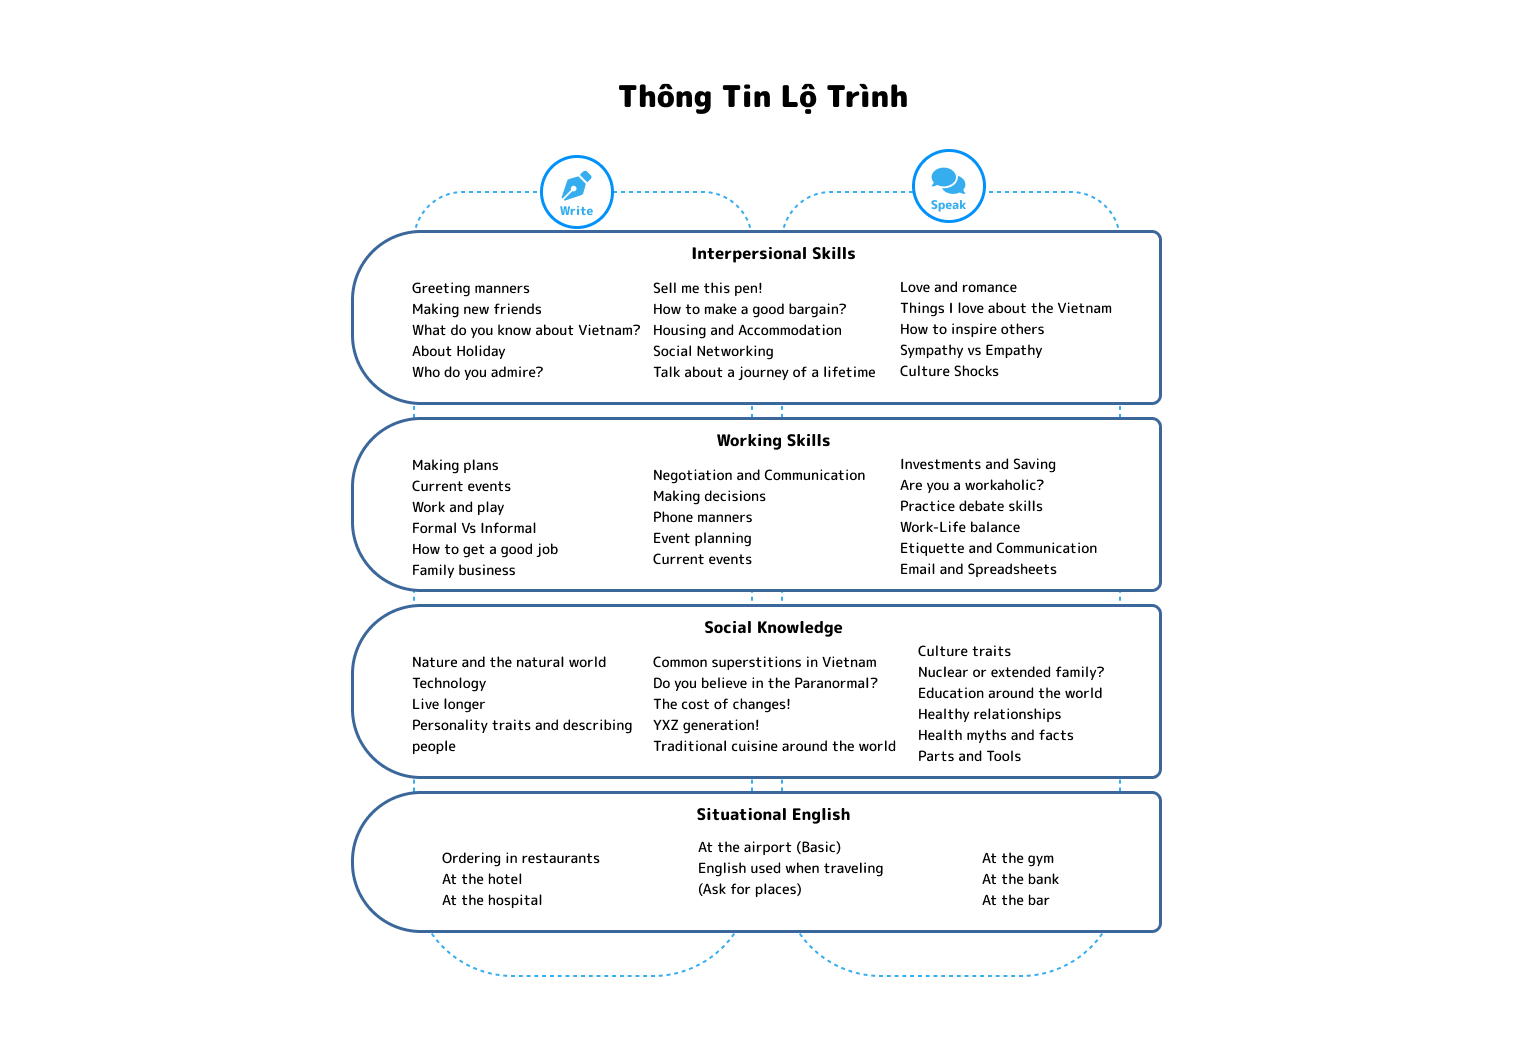 Thông Tin Lộ Trình
Write
Speak
Interpersional Skills
Greeting manners
Making new friends
What do you know about Vietnam?
About Holiday
Who do you admire?
Sell me this pen!
How to make a good bargain?
Housing and Accommodation
Social Networking
Talk about a journey of a lifetime
Love and romance
Things I love about the Vietnam
How to inspire others
Sympathy vs Empathy
Culture Shocks
Working Skills
Making plans
Current events
Work and play
Formal Vs Informal
How to get a good job
Family business
Negotiation and Communication
Making decisions
Phone manners
Event planning
Current events
Investments and Saving
Are you a workaholic?
Practice debate skills
Work-Life balance
Etiquette and Communication
Email and Spreadsheets
Social Knowledge
Nature and the natural world
Technology
Live longer
Personality traits and describing
people
Common superstitions in Vietnam
Do you believe in the Paranormal?
The cost of changes!
YXZ generation!
Traditional cuisine around the world
Culture traits
Nuclear or extended family?
Education around the world
Healthy relationships
Health myths and facts
Parts and Tools
Situational English
Ordering in restaurants
At the hotel
At the hospital
At the airport (Basic)
English used when traveling
(Ask for places)
At the gym
At the bank
At the bar